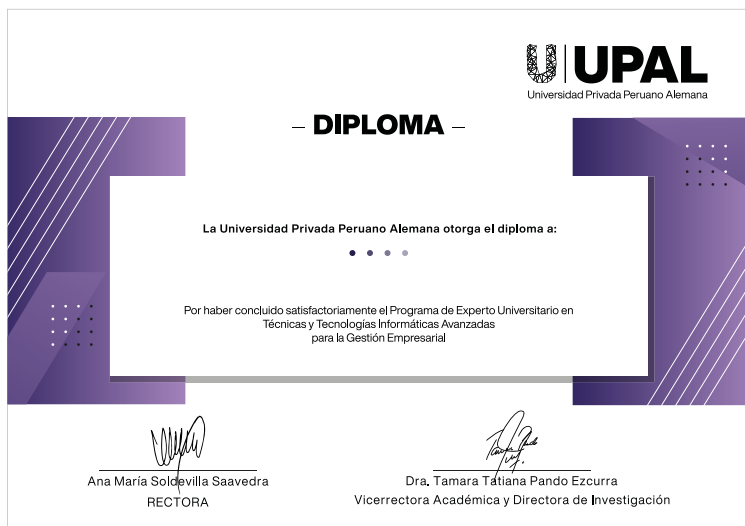 UPAL
Universidad Privada Peruano Alemana
– DIPLOMA –
La Universidad Privada Peruano Alemana otorga el diploma a:
Por haber concluido satisfactoriamente el Programa de Experto Universitario en
Técnicas y Tecnologías Informáticas Avanzadas
para la Gestión Empresarial
Ana María Soldevilla Saavedra
RECTORA
Dra. Tamara Tatiana Pando Ezcurra
Vicerrectora Académica y Directora de Investigación